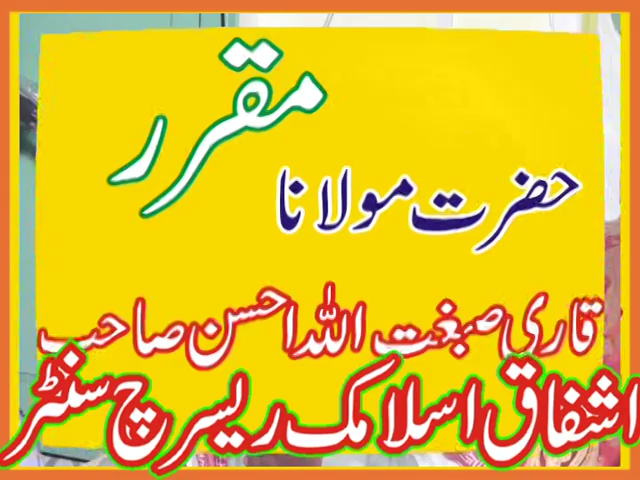 مقرر
حضرت مولانا
قاری صبغت اللہ احسن صاحب
اشفاق اسلامک ریسرچ سنٹر